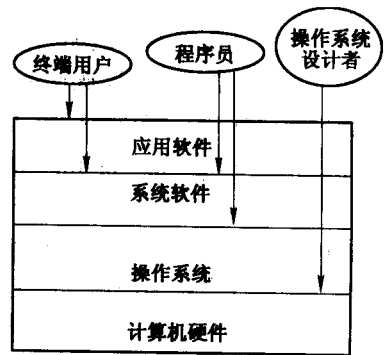 终端用户
程序员
操作系统
设计者
应用软件
系统软件
操作系统
计算机硬件